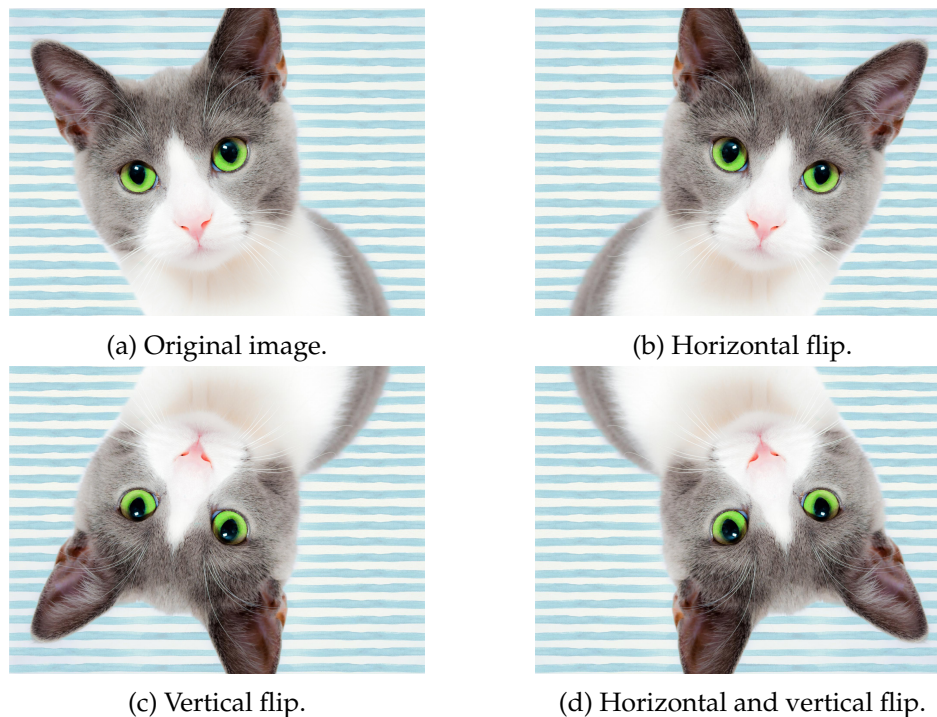 (a) Original image.
(b) Horizontal flip.
(c) Vertical flip.
(d) Horizontal and vertical flip.